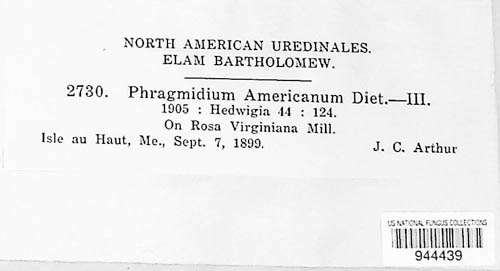 NORTH AMERICAN UREDINALES.
ELAM BARTHOLOMEW.
2730. Phragmidium Americanum Diet.—III.
1905 : Hedwigia 44 : 124.
On Rosa Virginiana Mill.
Isle au Haut, Me., Sept. 7, 1899. J. C. Arthur
US NATIONAL FUNGUS COLLECTIONS
944439